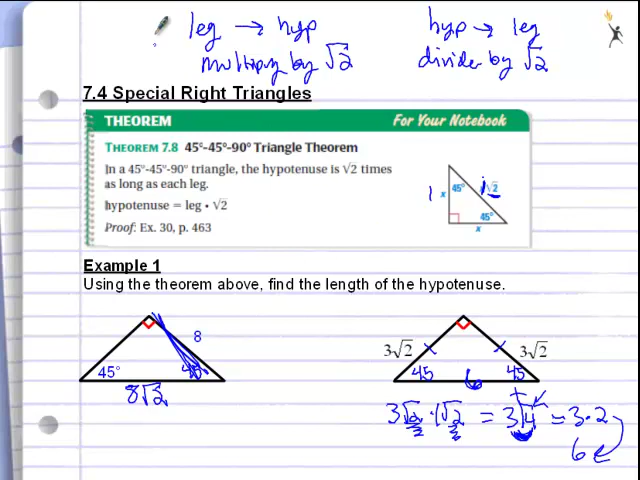 leg → hyp
multiply by √2
hyp → leg
divide by √2
7.4 Special Right Triangles
THEOREM For Your Notebook
THEOREM 7.8 45°-45°-90° Triangle Theorem
In a 45°-45°-90° triangle, the hypotenuse is √2 times
as long as each leg.
hypotenuse = leg • √2
Proof: Ex. 30, p. 463
45°
1 x √2
45°
x
Example 1
Using the theorem above, find the length of the hypotenuse.
8
45°
8√2
3√2 3√2
45 45
6
3√2 · 1√2 = 3√4 = 3·2
6